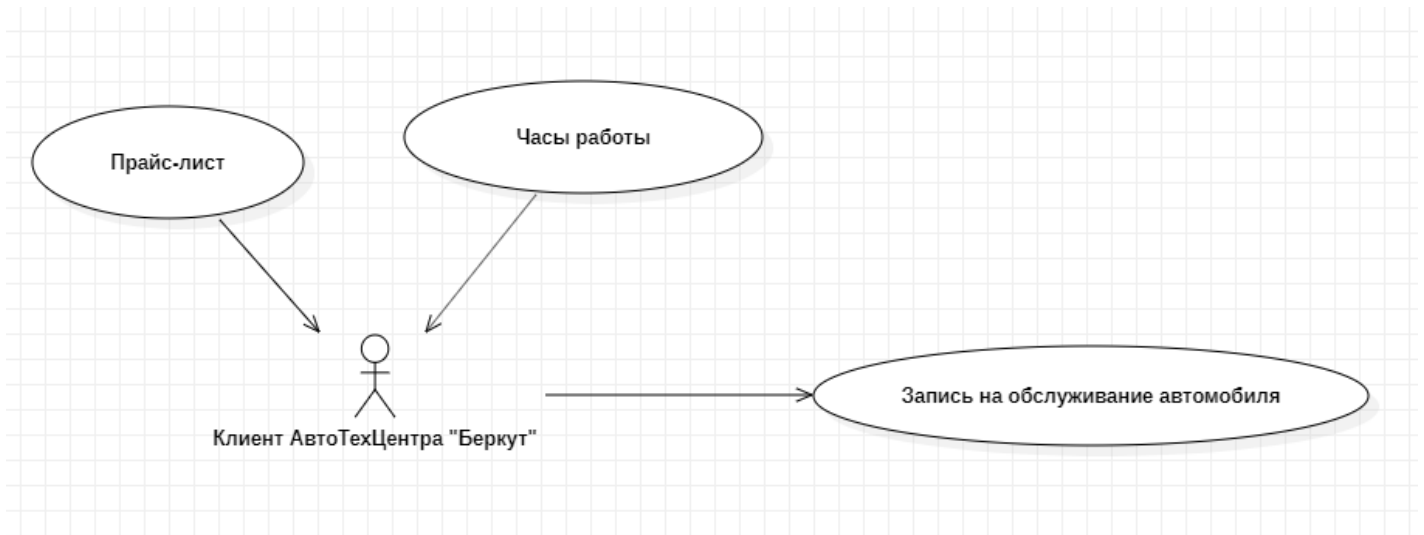 Часы работы
Прайс-лист
Запись на обслуживание автомобиля
Клиент АвтоТехЦентра "Беркут"